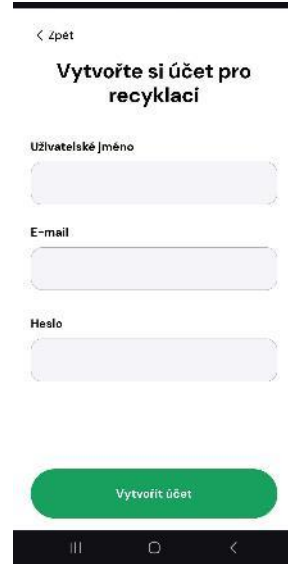 Zpět
Vytvořte si účet pro
recyklaci
Uživatelské jméno
E-mail
Heslo
Vytvořit účet